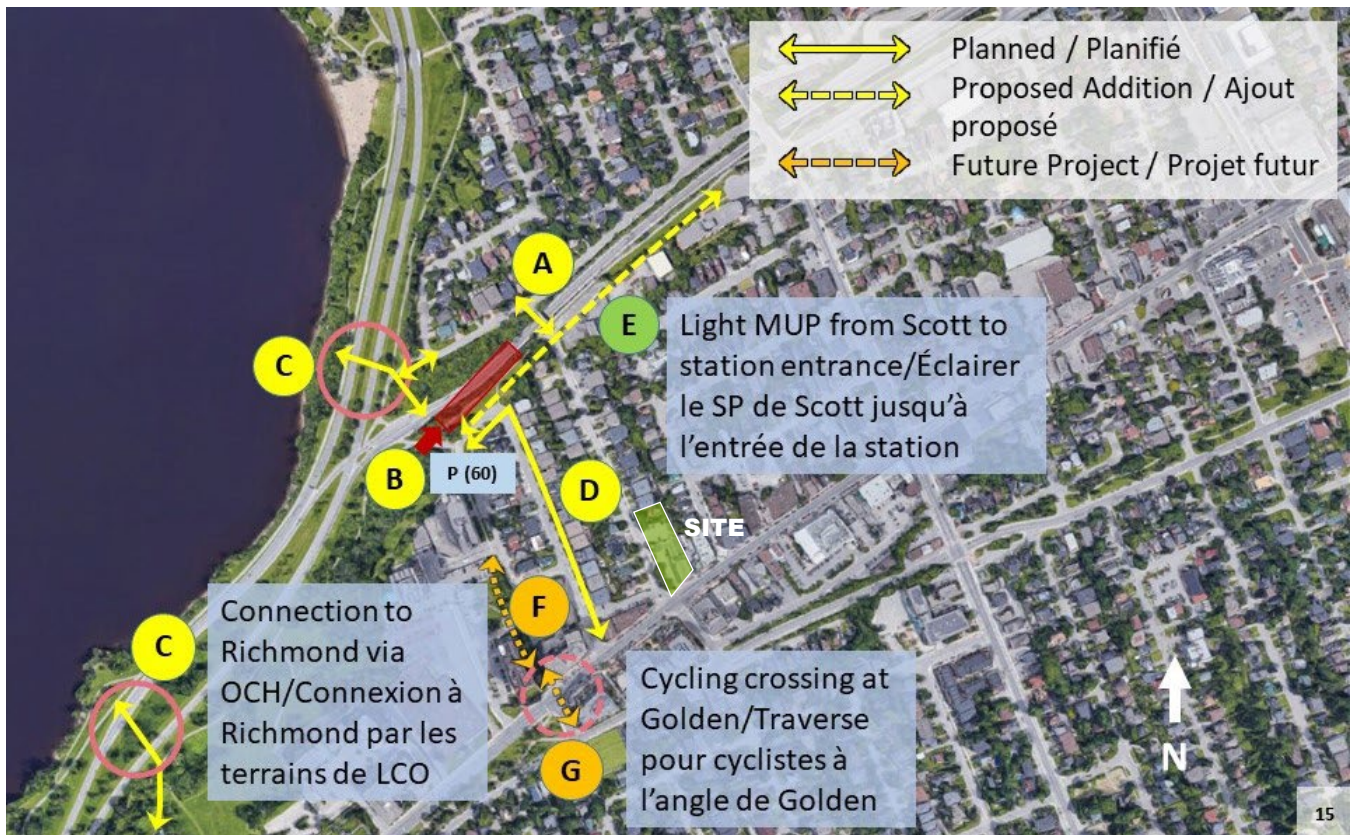 Planned / Planifié
Proposed Addition / Ajout
proposé
Future Project / Projet futur
A
E
Light MUP from Scott to
station entrance/Éclairer
le SP de Scott jusqu’à
l’entrée de la station
C
B
P (60)
D
SITE
F
C
Connection to
Richmond via
OCH/Connexion à
Richmond par les
terrains de LCO
G
Cycling crossing at
Golden/Traverse
pour cyclistes à
l’angle de Golden
N
15